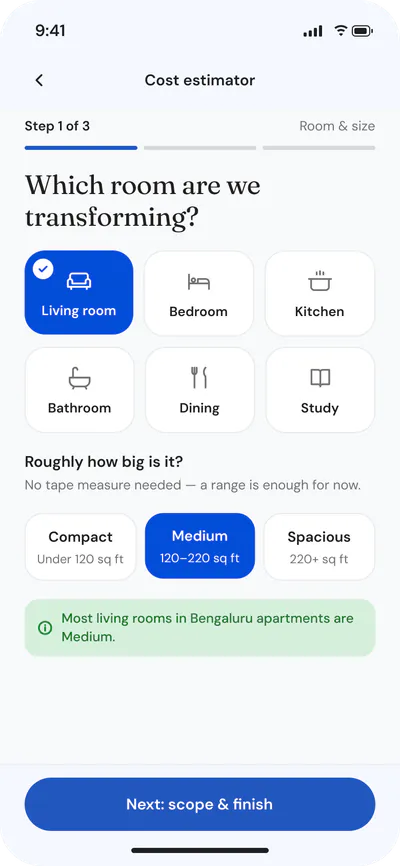 9:41
Cost estimator
Step 1 of 3
Room & size
Which room are we
transforming?
Living room
Bedroom
Kitchen
Bathroom
Dining
Study
Roughly how big is it?
No tape measure needed — a range is enough for now.
Compact
Under 120 sq ft
Medium
120–220 sq ft
Spacious
220+ sq ft
Most living rooms in Bengaluru apartments are
Medium.
Next: scope & finish